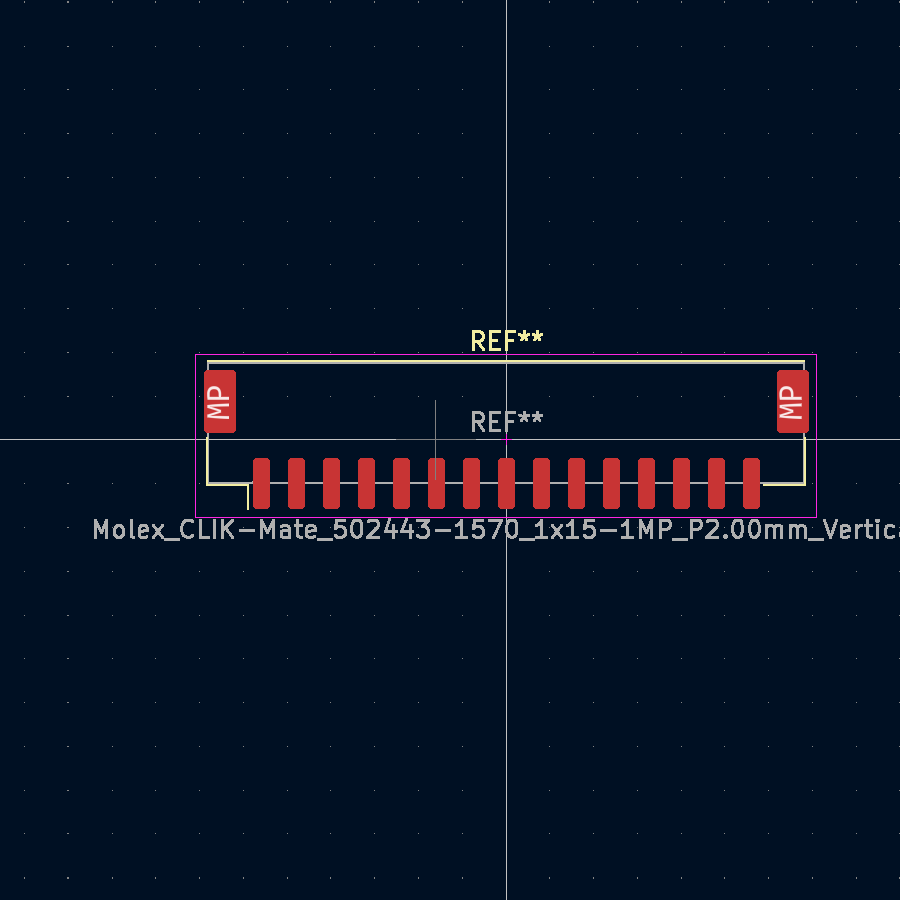 REF**
MP
MP
REF**
Molex_CLIK-Mate_502443-1570_1x15-1MP_P2.00mm_Vertica